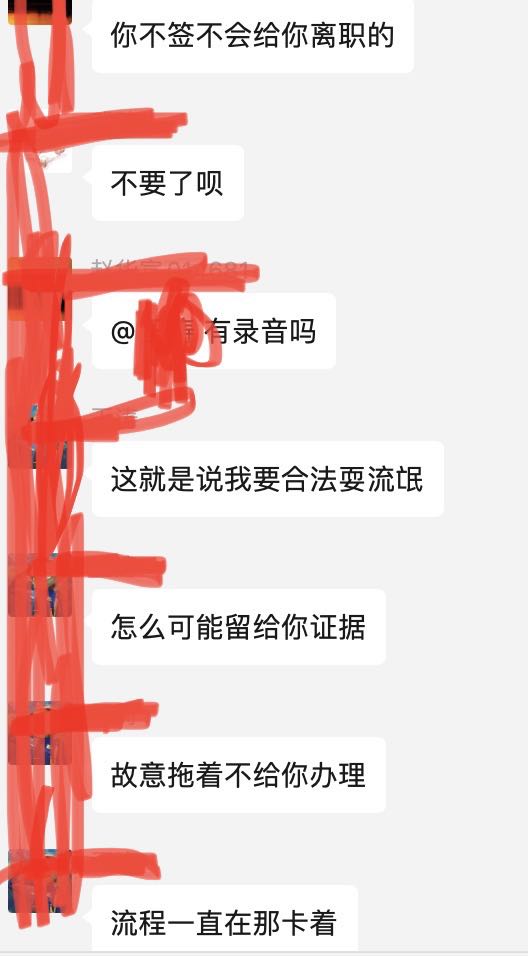 你不签不会给你离职的
不要了呗
@ 有录音吗
这就是说我要合法耍流氓
怎么可能留给你证据
故意拖着不给你办理
流程一直在那卡着